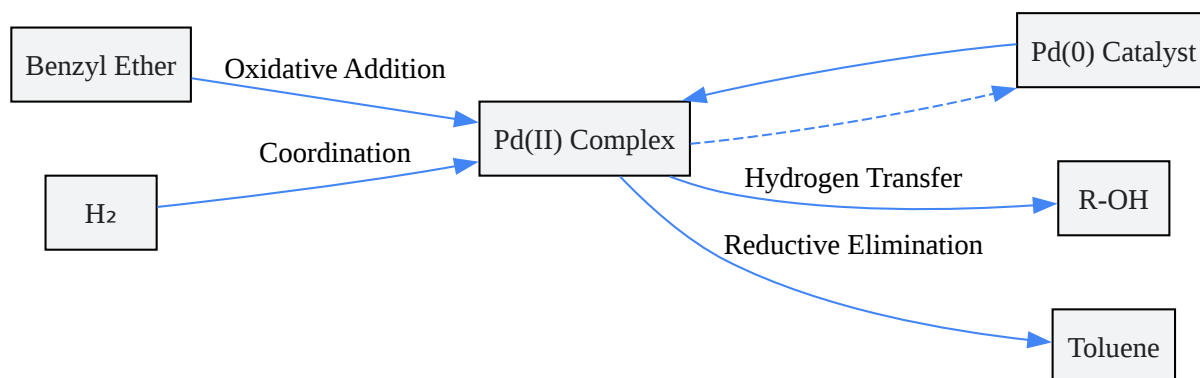 Benzyl Ether
Oxidative Addition
Pd(0) Catalyst
Pd(II) Complex
Coordination
H₂
Hydrogen Transfer
R-OH
Reductive Elimination
Toluene